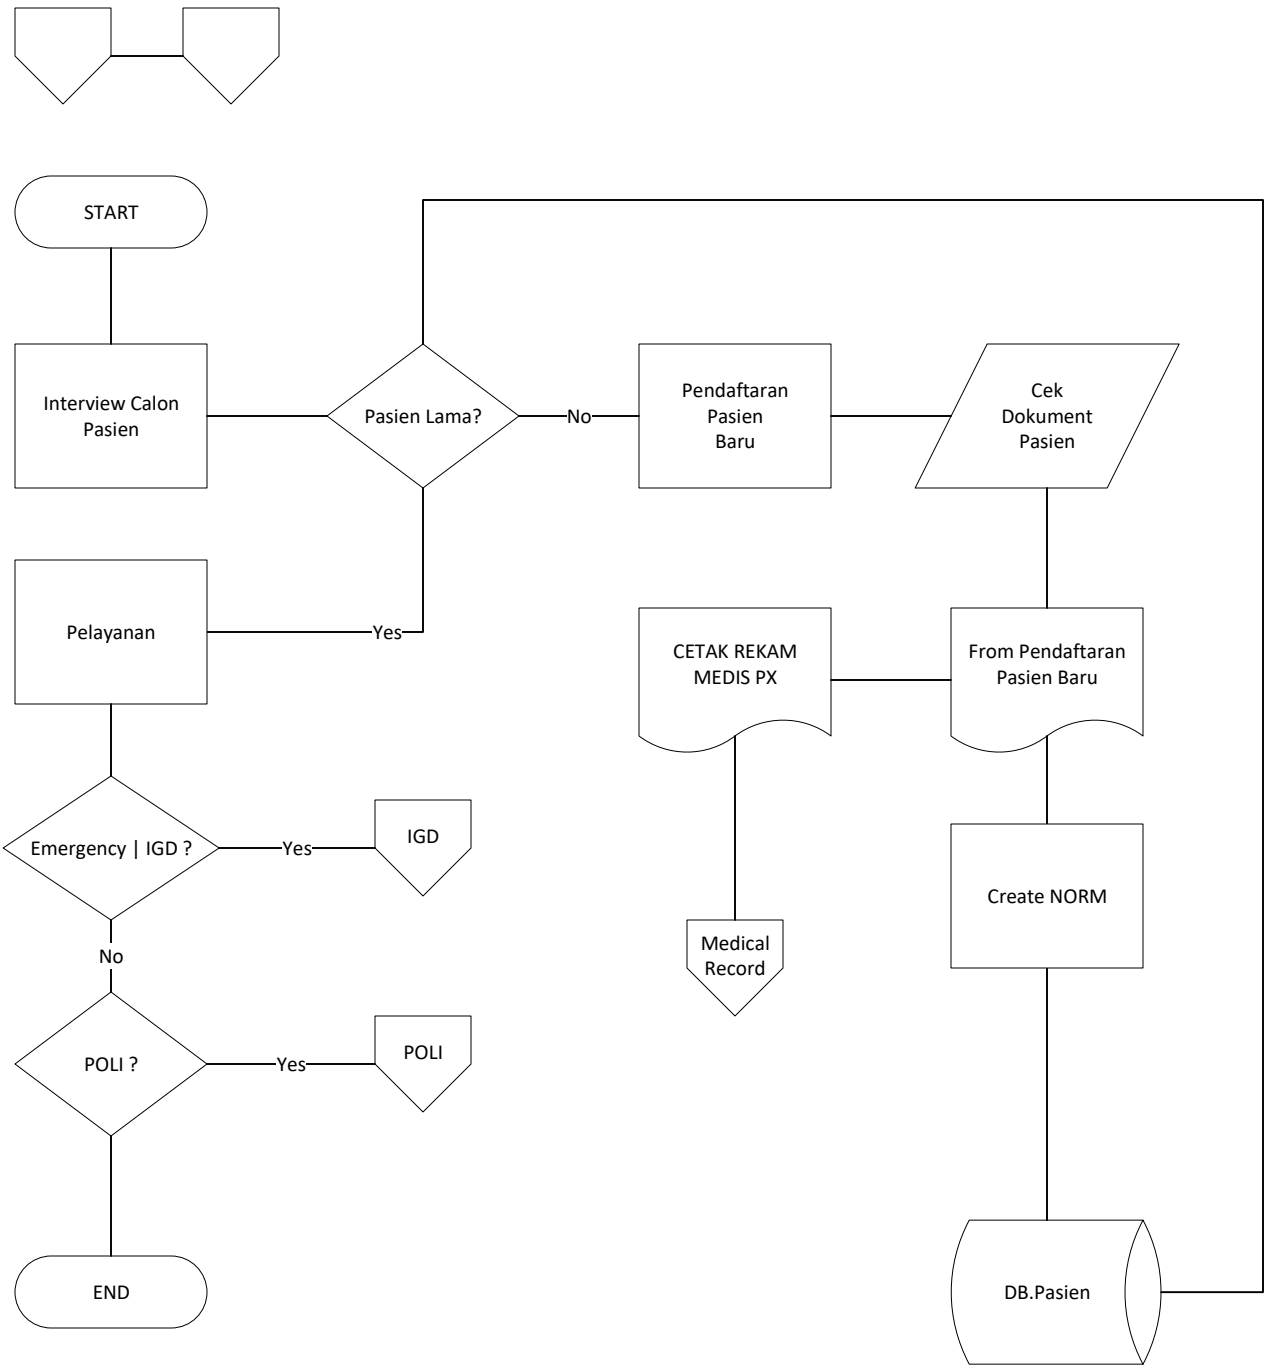 START
Interview Calon
Pasien
Pasien Lama?
No
Pendaftaran
Pasien
Baru
Cek
Dokument
Pasien
Pelayanan
Yes
CETAK REKAM
MEDIS PX
From Pendaftaran
Pasien Baru
Emergency | IGD ?
Yes
IGD
Create NORM
No
Medical
Record
POLI ?
Yes
POLI
END
DB.Pasien